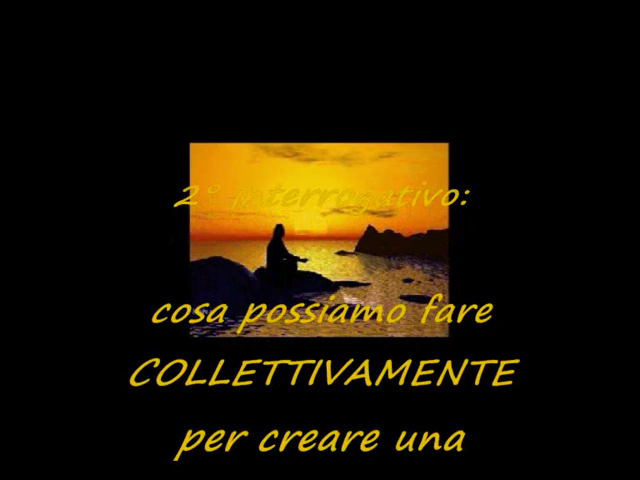 2° interrogativo:
cosa possiamo fare
COLLETTIVAMENTE
per creare una